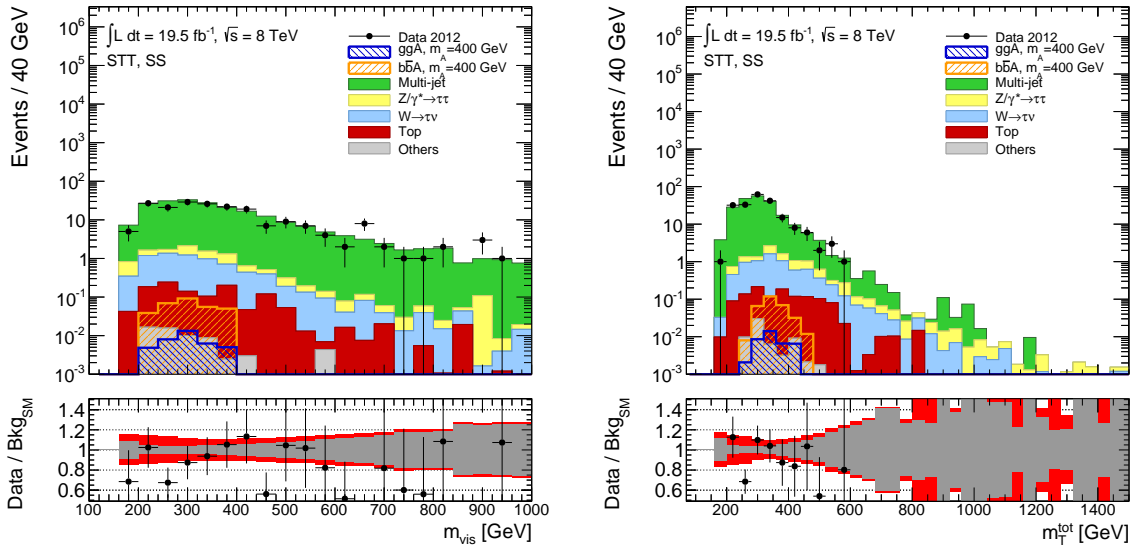 ∫L dt = 19.5 fb⁻¹, √s = 8 TeV
STT, SS
Data 2012
ggA, m_A=400 GeV
bb̄A, m_A=400 GeV
Multi-jet
Z/γ*→ττ
W→τν
Top
Others
Events / 40 GeV
10⁶
10⁵
10⁴
10³
10²
10
1
10⁻¹
10⁻²
10⁻³
Data / Bkg_SM
1.4
1.2
1
0.8
0.6
100 200 300 400 500 600 700 800 900 1000
m_vis [GeV]
∫L dt = 19.5 fb⁻¹, √s = 8 TeV
STT, SS
Data 2012
ggA, m_A=400 GeV
bb̄A, m_A=400 GeV
Multi-jet
Z/γ*→ττ
W→τν
Top
Others
Events / 40 GeV
10⁶
10⁵
10⁴
10³
10²
10
1
10⁻¹
10⁻²
10⁻³
Data / Bkg_SM
1.4
1.2
1
0.8
0.6
200 400 600 800 1000 1200 1400
m_T^tot [GeV]